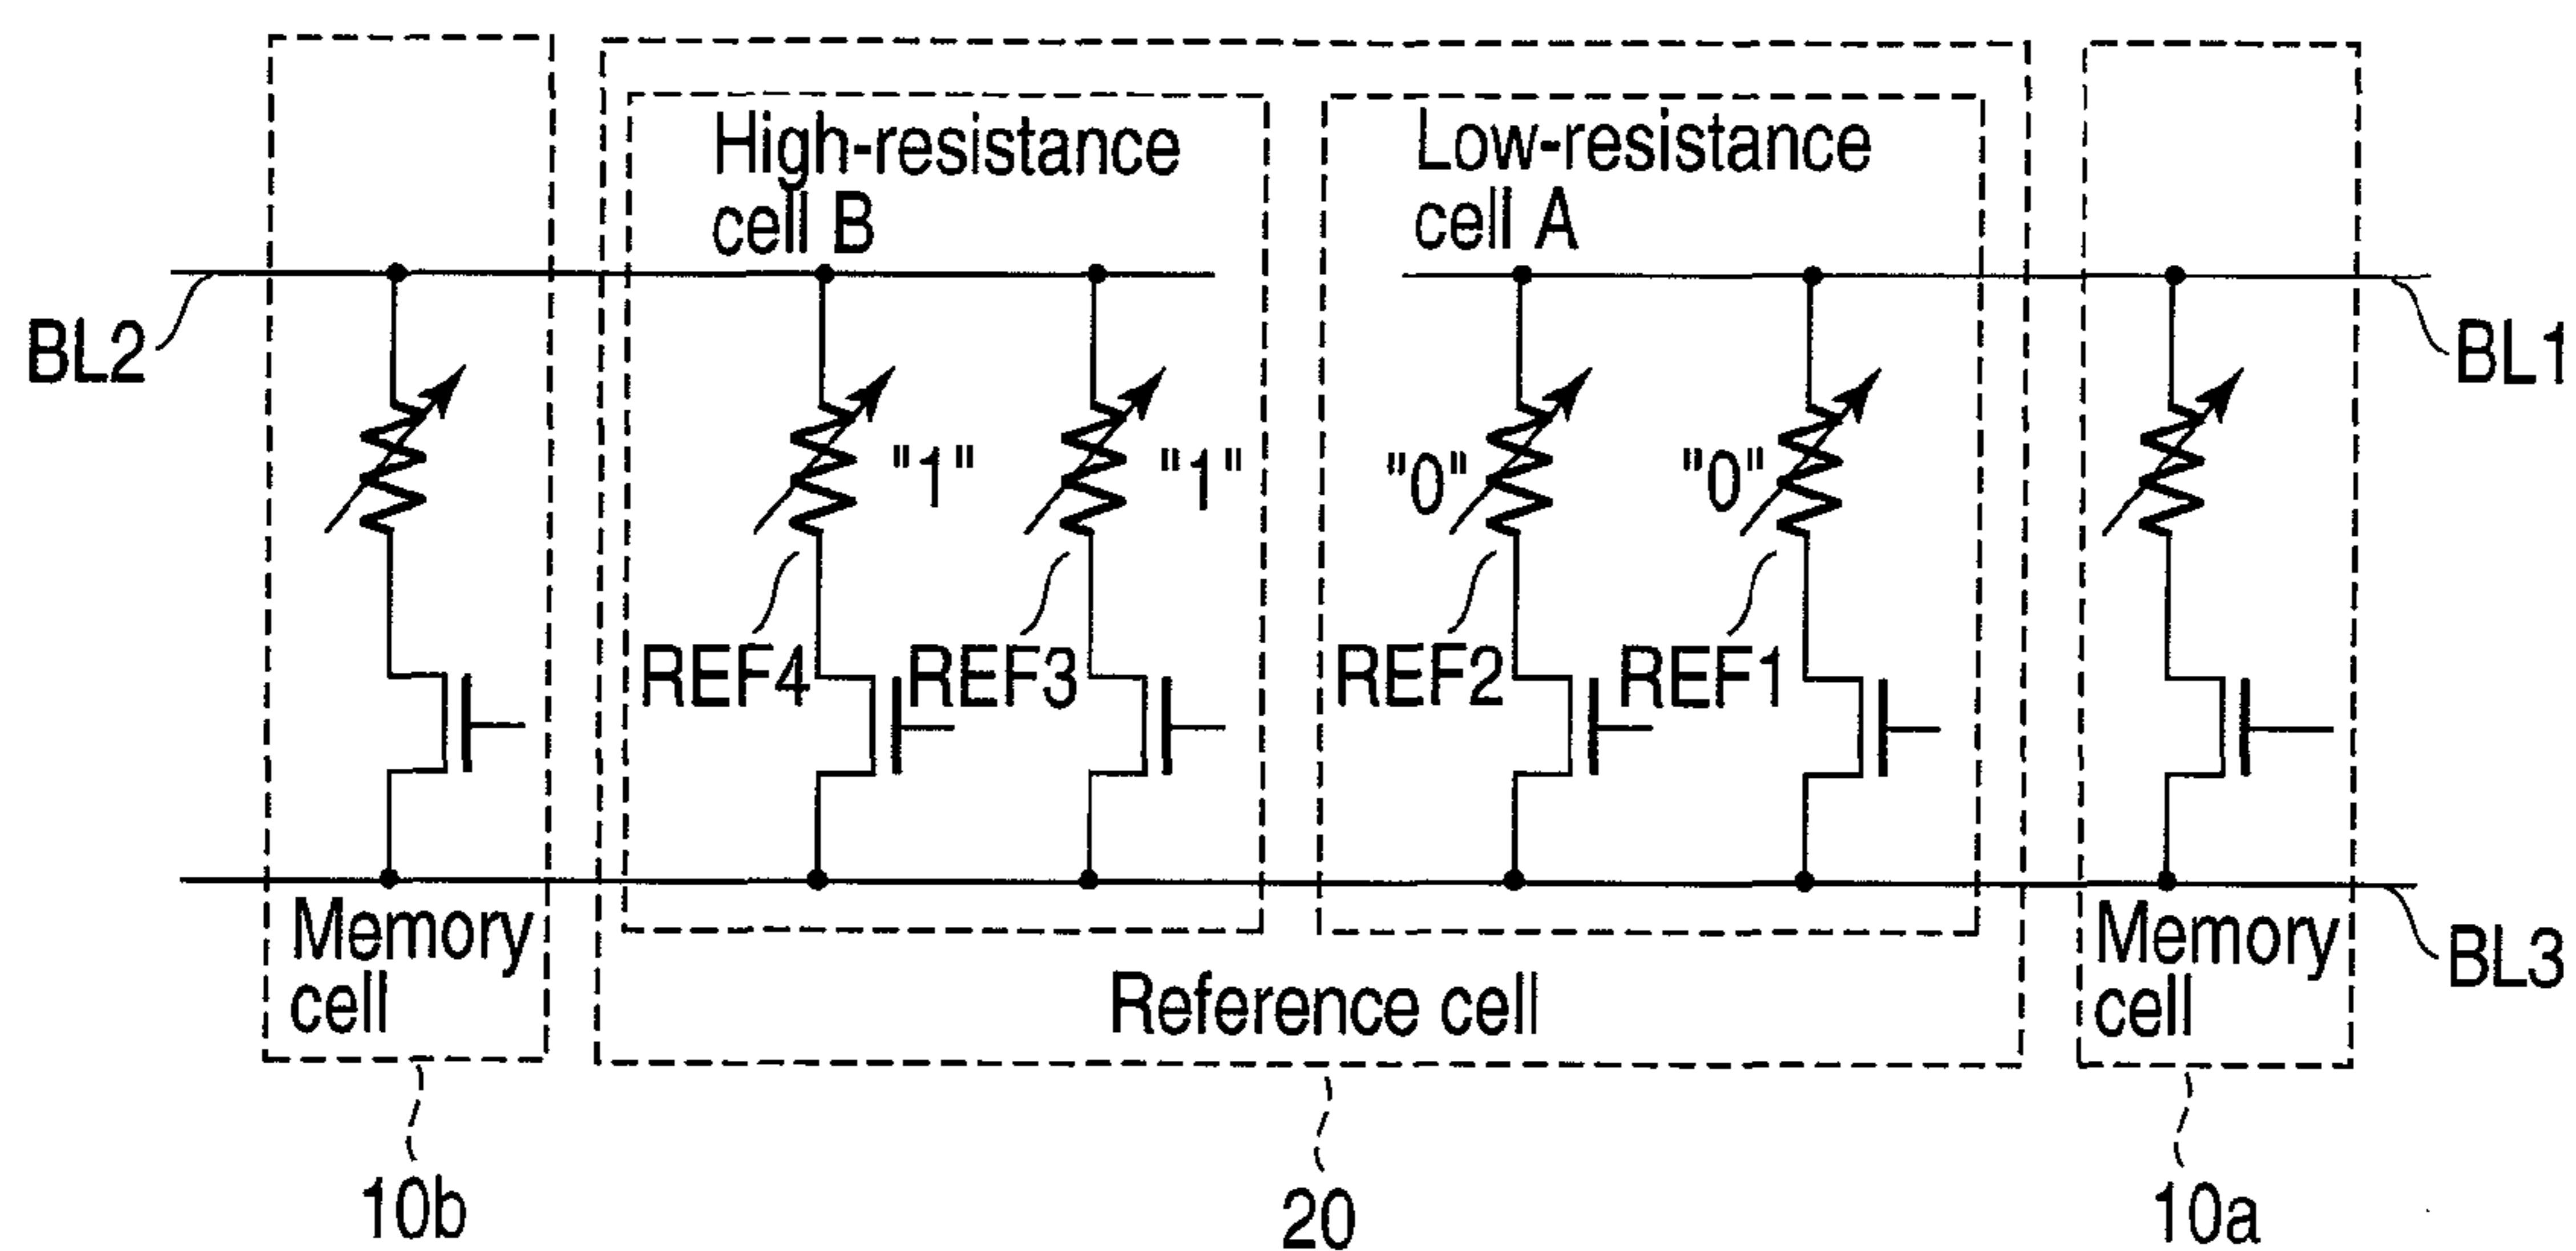 High-resistance
cell B
Low-resistance
cell A
BL2
BL1
"1"
"1"
"0"
"0"
REF4
REF3
REF2
REF1
Memory
cell
Reference cell
Memory
cell
BL3
10b
20
10a